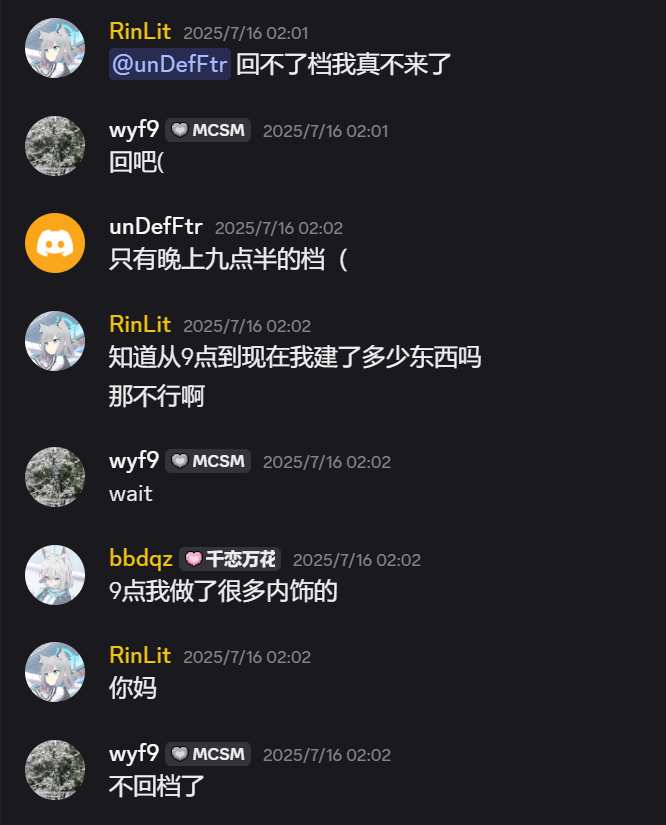 RinLit 2025/7/16 02:01
@unDefFtr 回不了档我真不来了
wyf9 MCSM 2025/7/16 02:01
回吧(
unDefFtr 2025/7/16 02:02
只有晚上九点半的档（
RinLit 2025/7/16 02:02
知道从9点到现在我建了多少东西吗
那不行啊
wyf9 MCSM 2025/7/16 02:02
wait
bbdqz 千恋万花 2025/7/16 02:02
9点我做了很多内饰的
RinLit 2025/7/16 02:02
你妈
wyf9 MCSM 2025/7/16 02:02
不回档了